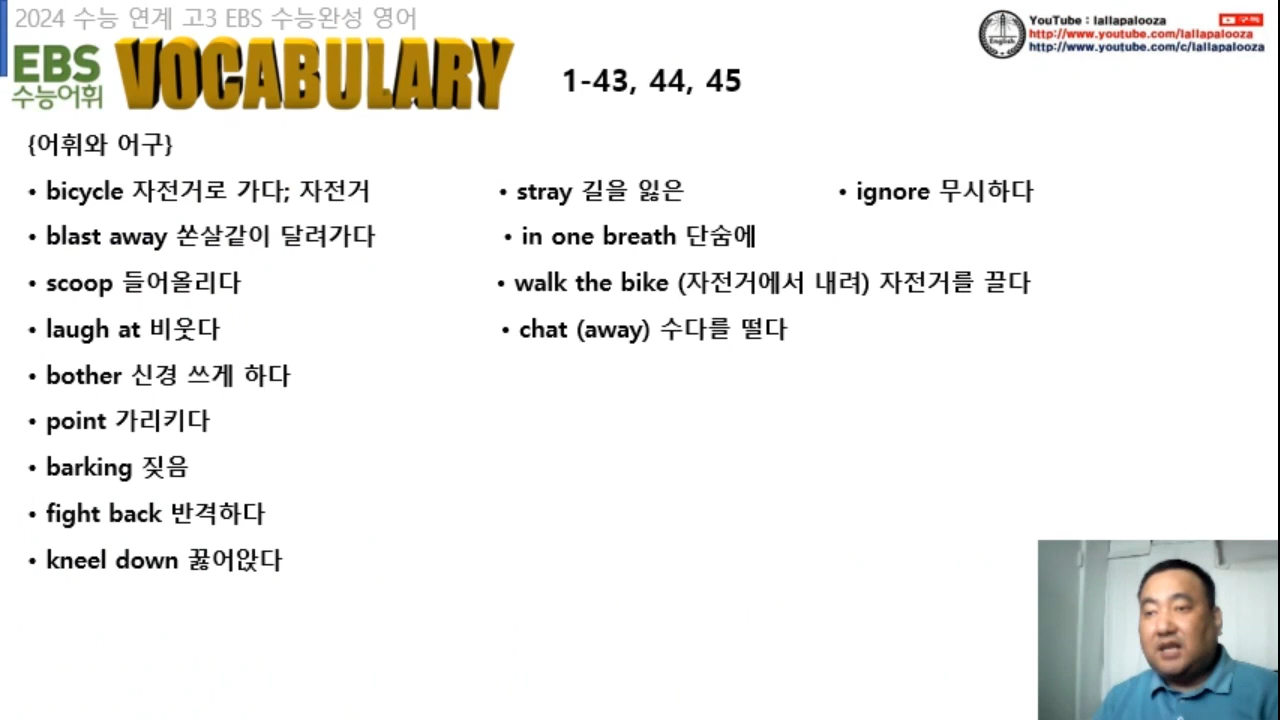 2024 수능 연계 고3 EBS 수능완성 영어
EBS
수능어휘
VOCABULARY
1-43, 44, 45
English
YouTube : lallapalooza
구독
http://www.youtube.com/lallapalooza
http://www.youtube.com/c/lallapalooza
{어휘와 어구}
• bicycle 자전거로 가다; 자전거 • stray 길을 잃은 • ignore 무시하다
• blast away 쏜살같이 달려가다 • in one breath 단숨에
• scoop 들어올리다 • walk the bike (자전거에서 내려) 자전거를 끌다
• laugh at 비웃다 • chat (away) 수다를 떨다
• bother 신경 쓰게 하다
• point 가리키다
• barking 짖음
• fight back 반격하다
• kneel down 꿇어앉다